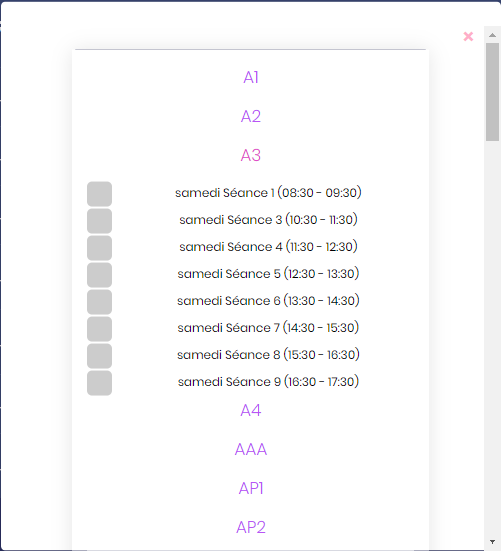 A1
A2
A3
samedi Séance 1 (08:30 - 09:30)
samedi Séance 3 (10:30 - 11:30)
samedi Séance 4 (11:30 - 12:30)
samedi Séance 5 (12:30 - 13:30)
samedi Séance 6 (13:30 - 14:30)
samedi Séance 7 (14:30 - 15:30)
samedi Séance 8 (15:30 - 16:30)
samedi Séance 9 (16:30 - 17:30)
A4
AAA
AP1
AP2